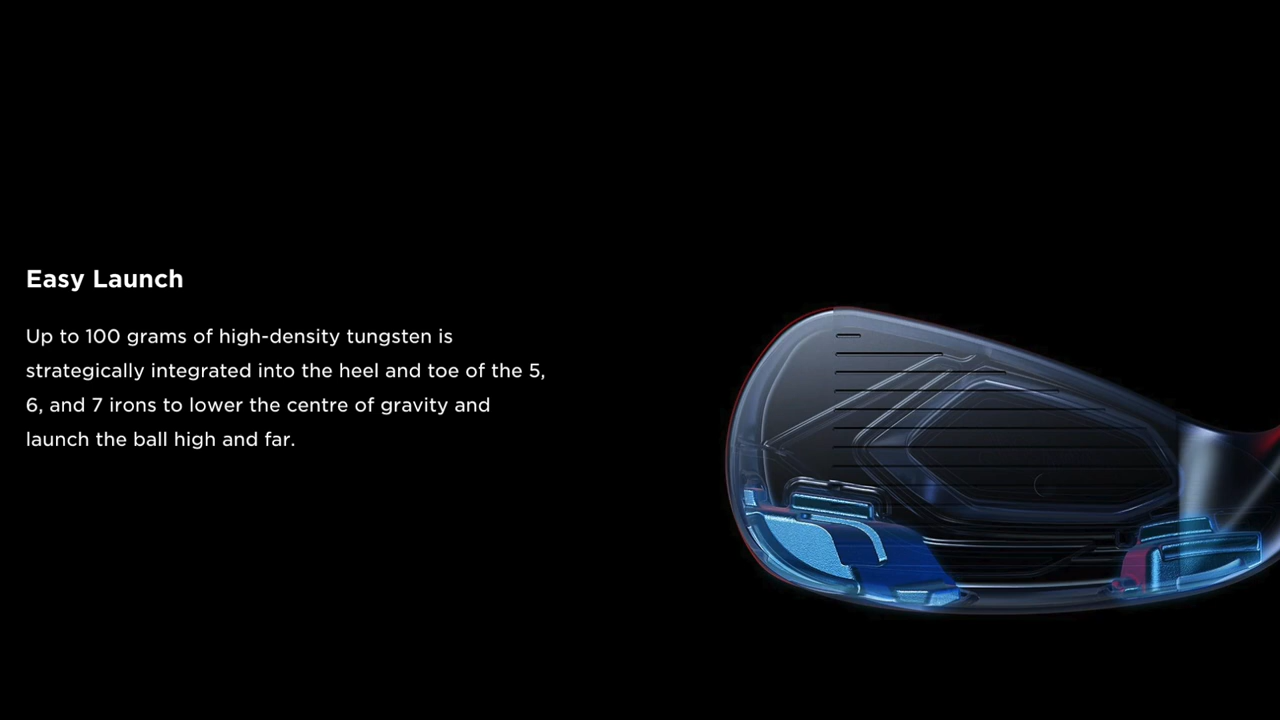 Easy Launch
Up to 100 grams of high-density tungsten is
strategically integrated into the heel and toe of the 5,
6, and 7 irons to lower the centre of gravity and
launch the ball high and far.